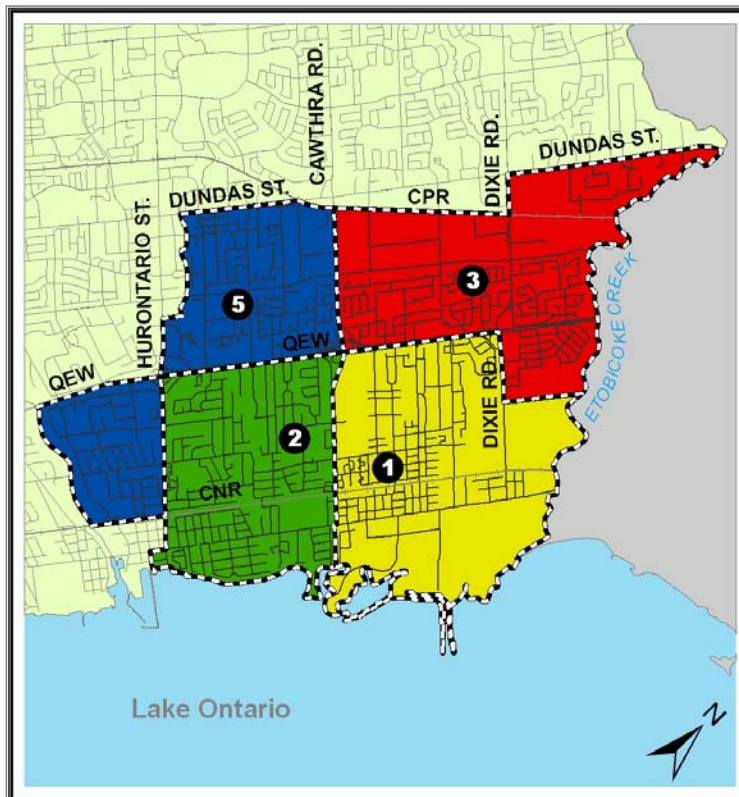 CAWTHRA RD.
DIXIE RD.
DUNDAS ST.
DUNDAS ST.
CPR
HURONTARIO ST.
3
5
ETOBICOKE CREEK
QEW
QEW
DIXIE RD.
2
1
CNR
Lake Ontario
N